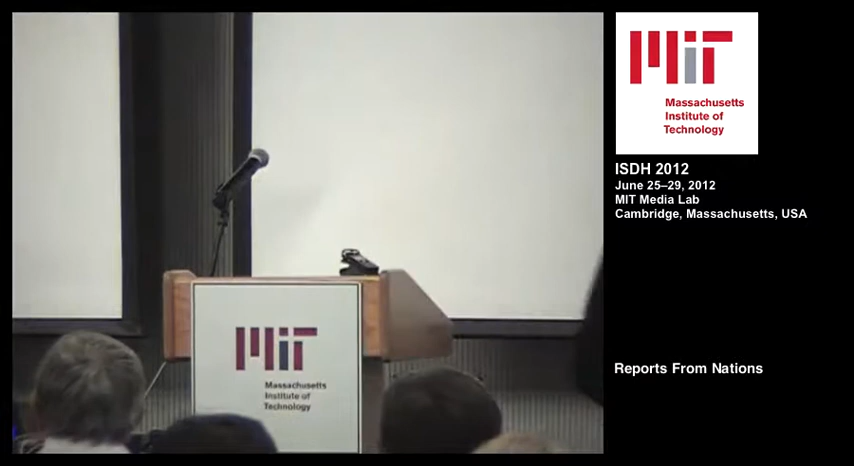 MIT
Massachusetts
Institute of
Technology
MIT
Massachusetts
Institute of
Technology
ISDH 2012
June 25–29, 2012
MIT Media Lab
Cambridge, Massachusetts, USA
Reports From Nations